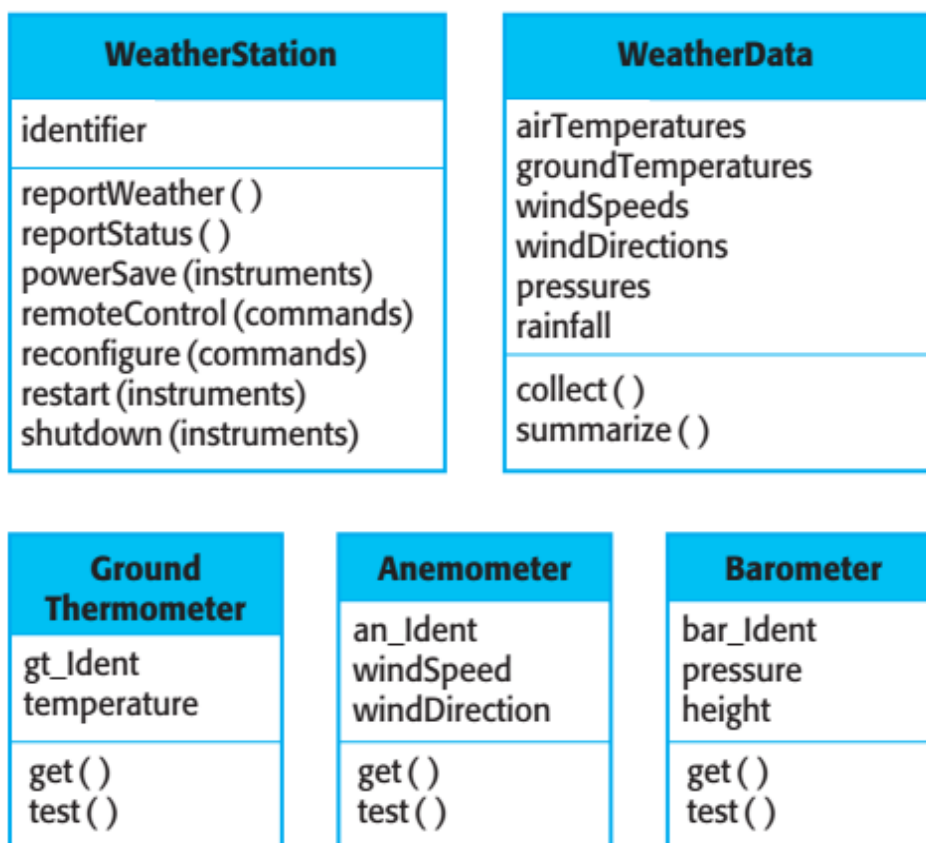 WeatherStation
identifier
reportWeather ( )
reportStatus ( )
powerSave (instruments)
remoteControl (commands)
reconfigure (commands)
restart (instruments)
shutdown (instruments)
WeatherData
airTemperatures
groundTemperatures
windSpeeds
windDirections
pressures
rainfall
collect ( )
summarize ( )
Ground
Thermometer
gt_Ident
temperature
get ( )
test ( )
Anemometer
an_Ident
windSpeed
windDirection
get ( )
test ( )
Barometer
bar_Ident
pressure
height
get ( )
test ( )